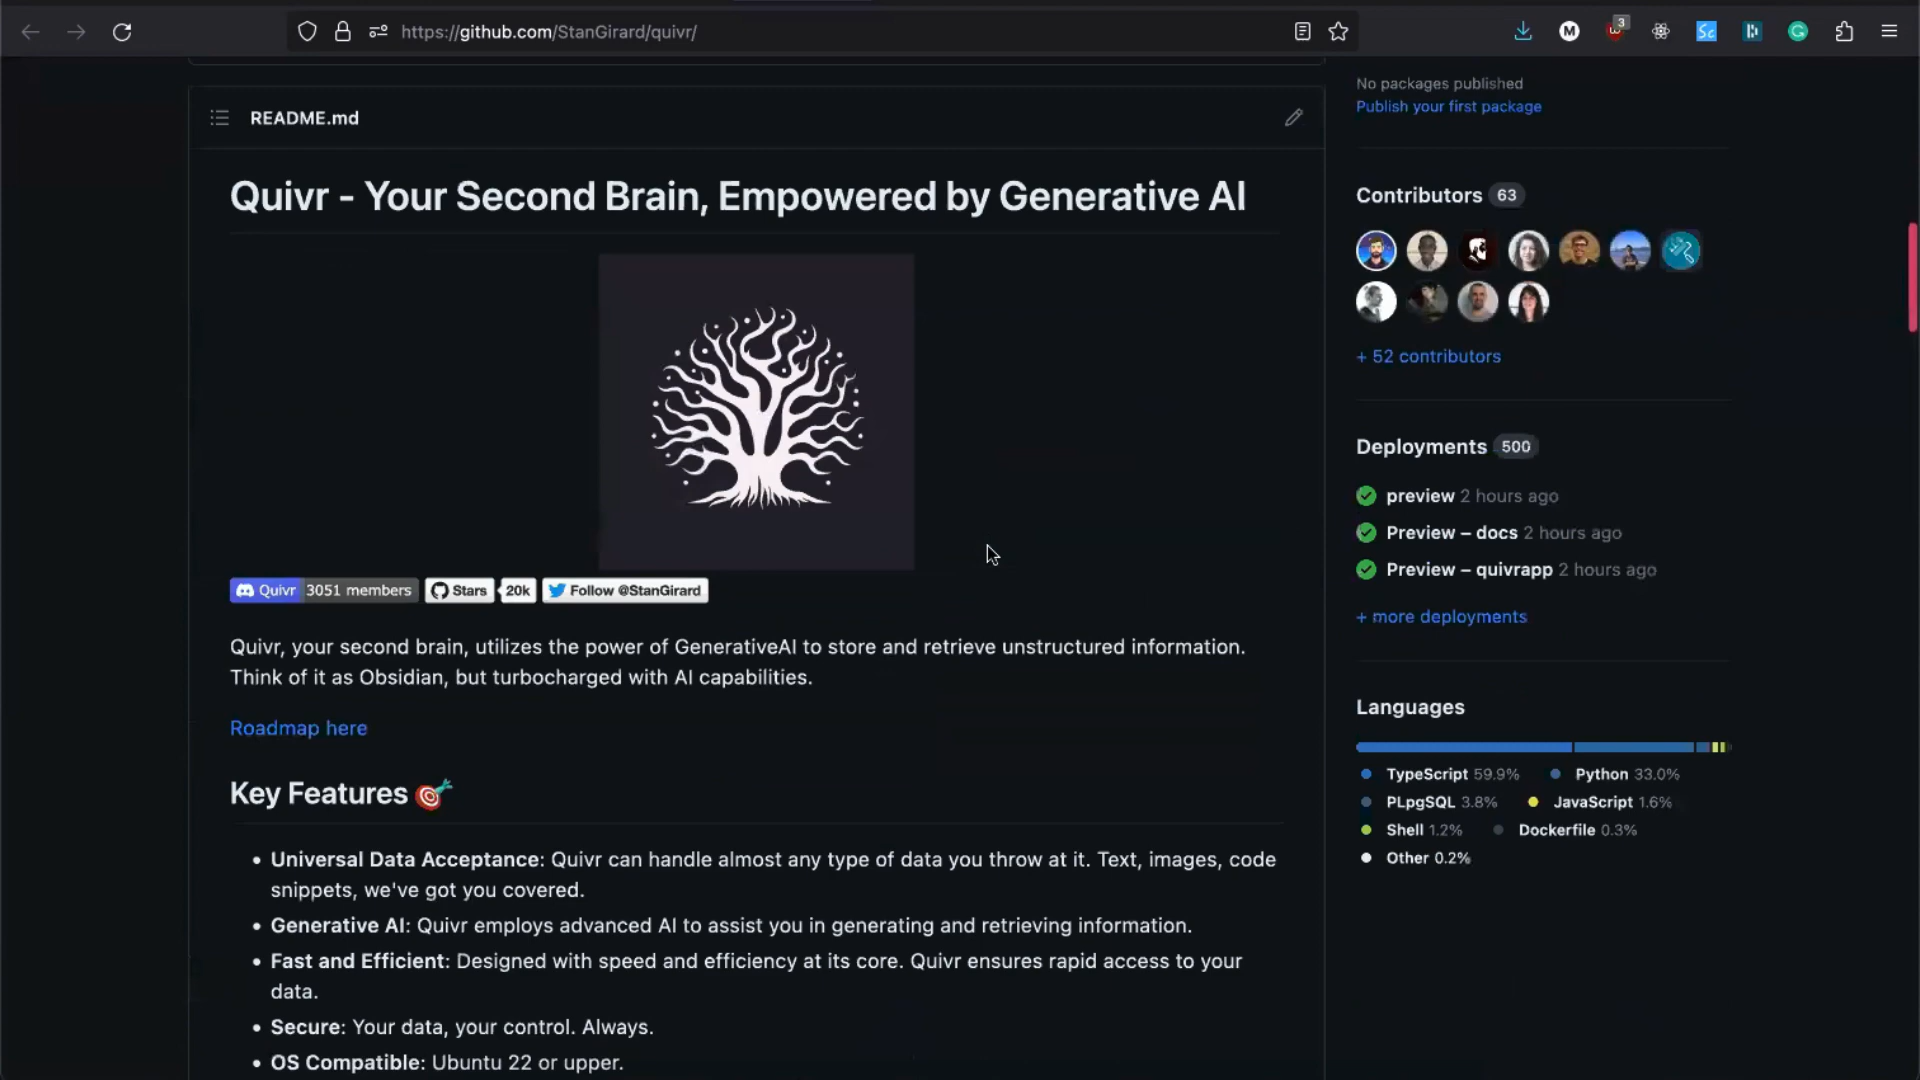 https://github.com/StanGirard/quivr/
3
README.md
Quivr - Your Second Brain, Empowered by Generative AI
Quivr 3051 members Stars 20k Follow @StanGirard
Quivr, your second brain, utilizes the power of GenerativeAI to store and retrieve unstructured information.
Think of it as Obsidian, but turbocharged with AI capabilities.
Roadmap here
Key Features
• Universal Data Acceptance: Quivr can handle almost any type of data you throw at it. Text, images, code
snippets, we've got you covered.
• Generative AI: Quivr employs advanced AI to assist you in generating and retrieving information.
• Fast and Efficient: Designed with speed and efficiency at its core. Quivr ensures rapid access to your
data.
• Secure: Your data, your control. Always.
• OS Compatible: Ubuntu 22 or upper.
No packages published
Publish your first package
Contributors 63
+ 52 contributors
Deployments 500
preview 2 hours ago
Preview – docs 2 hours ago
Preview – quivrapp 2 hours ago
+ more deployments
Languages
TypeScript 59.9% Python 33.0%
PLpgSQL 3.8% JavaScript 1.6%
Shell 1.2% Dockerfile 0.3%
Other 0.2%